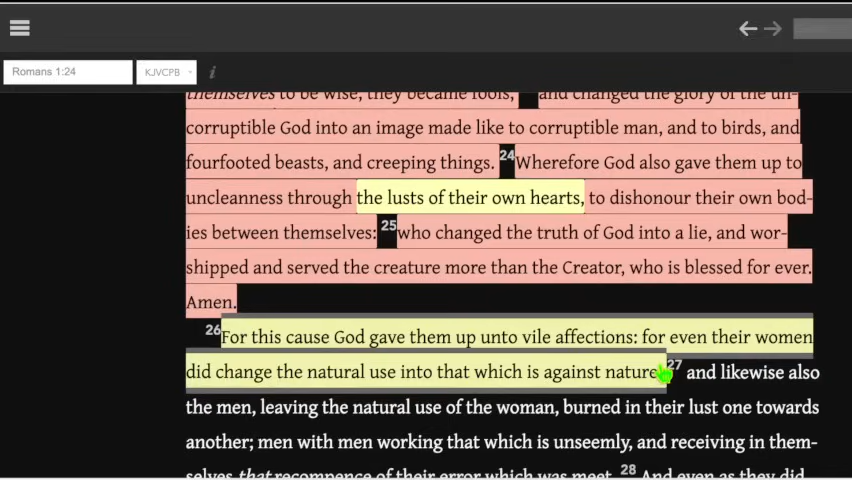 Romans 1:24
KJVCPB
i
themselves to be wise, they became fools, and changed the glory of the un-
corruptible God into an image made like to corruptible man, and to birds, and
fourfooted beasts, and creeping things. 24 Wherefore God also gave them up to
uncleanness through the lusts of their own hearts, to dishonour their own bod-
ies between themselves: 25 who changed the truth of God into a lie, and wor-
shipped and served the creature more than the Creator, who is blessed for ever.
Amen.
26 For this cause God gave them up unto vile affections: for even their women
did change the natural use into that which is against nature 27 and likewise also
the men, leaving the natural use of the woman, burned in their lust one towards
another; men with men working that which is unseemly, and receiving in them-
selves that recompence of their error which was meet. 28 And even as they did